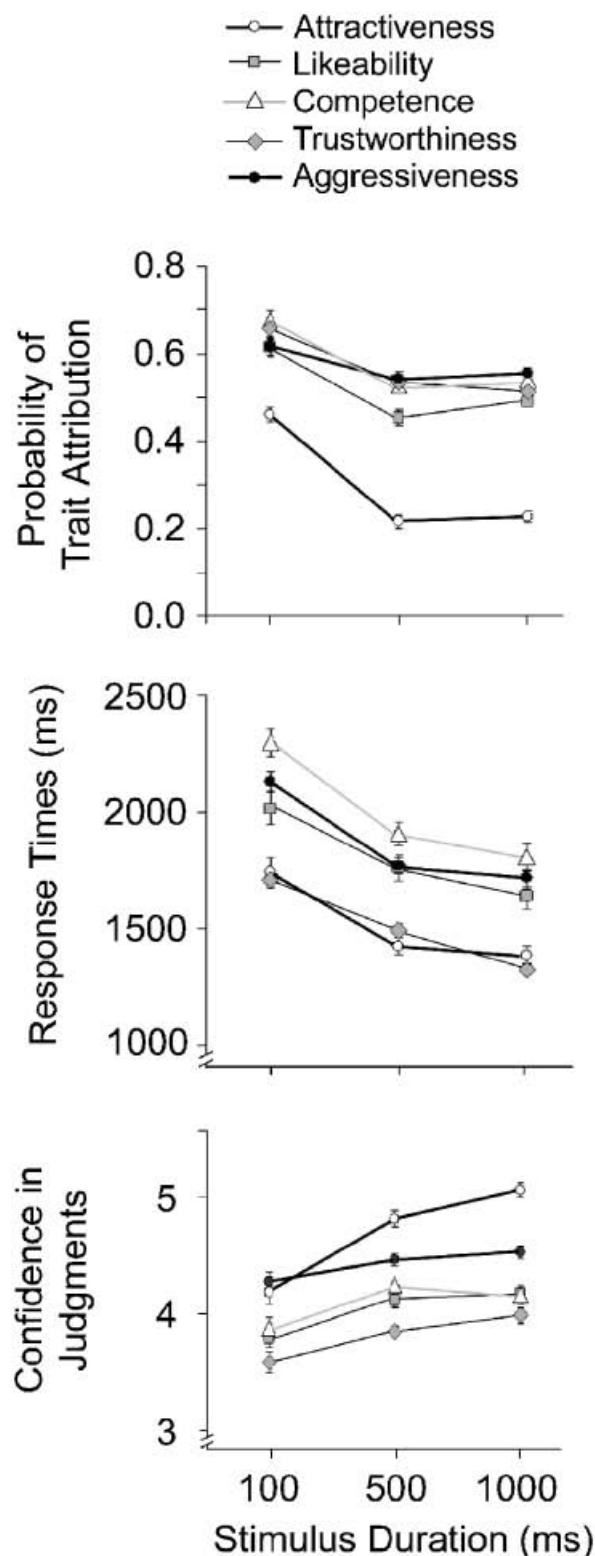 Attractiveness
Likeability
Competence
Trustworthiness
Aggressiveness
Probability of
Trait Attribution
0.8
0.6
0.4
0.2
0.0
Response Times (ms)
2500
2000
1500
1000
Confidence in
Judgments
5
4
3
100 500 1000
Stimulus Duration (ms)